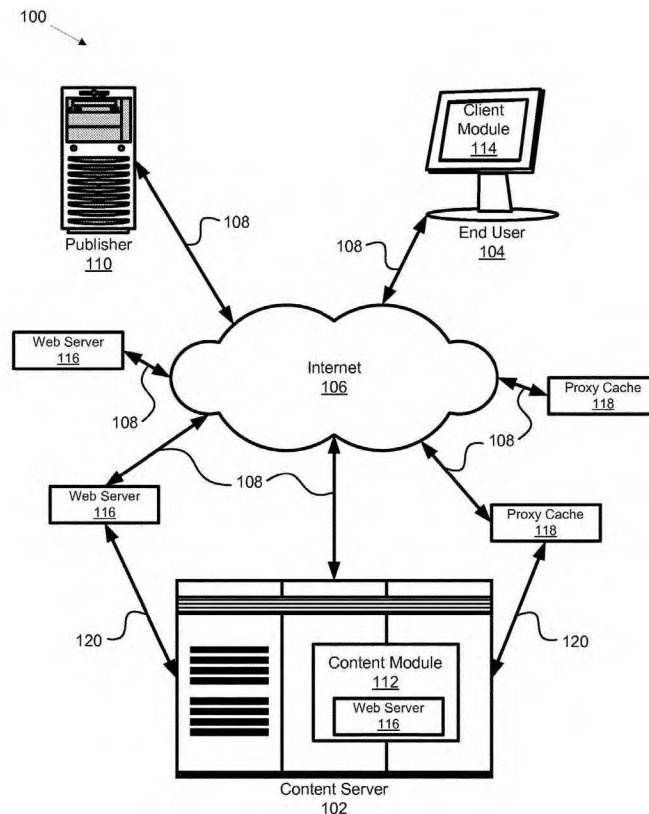 100
Client
Module
114
Publisher
110
108
108
End User
104
Web Server
116
Internet
106
108
Proxy Cache
118
108
108
108
Web Server
116
Proxy Cache
118
120
120
Content Module
112
Web Server
116
Content Server
102